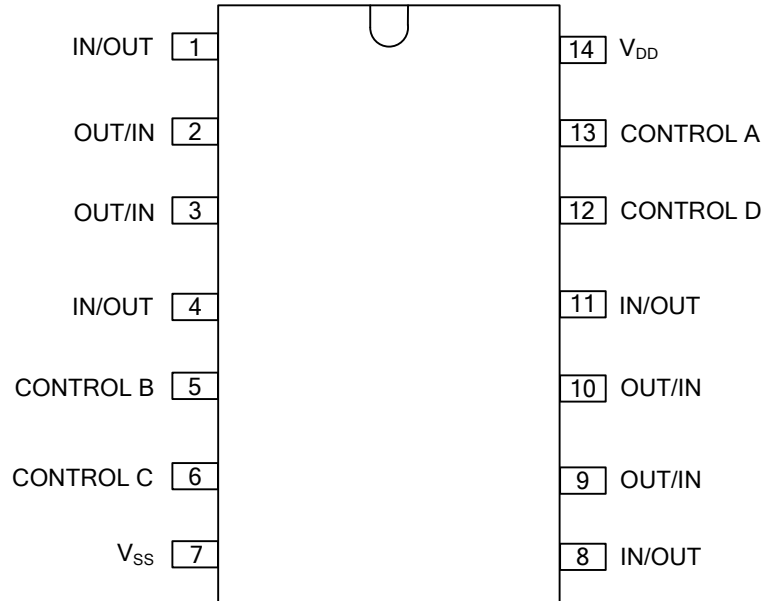 IN/OUT 1
OUT/IN 2
OUT/IN 3
IN/OUT 4
CONTROL B 5
CONTROL C 6
VSS 7
14 VDD
13 CONTROL A
12 CONTROL D
11 IN/OUT
10 OUT/IN
9 OUT/IN
8 IN/OUT